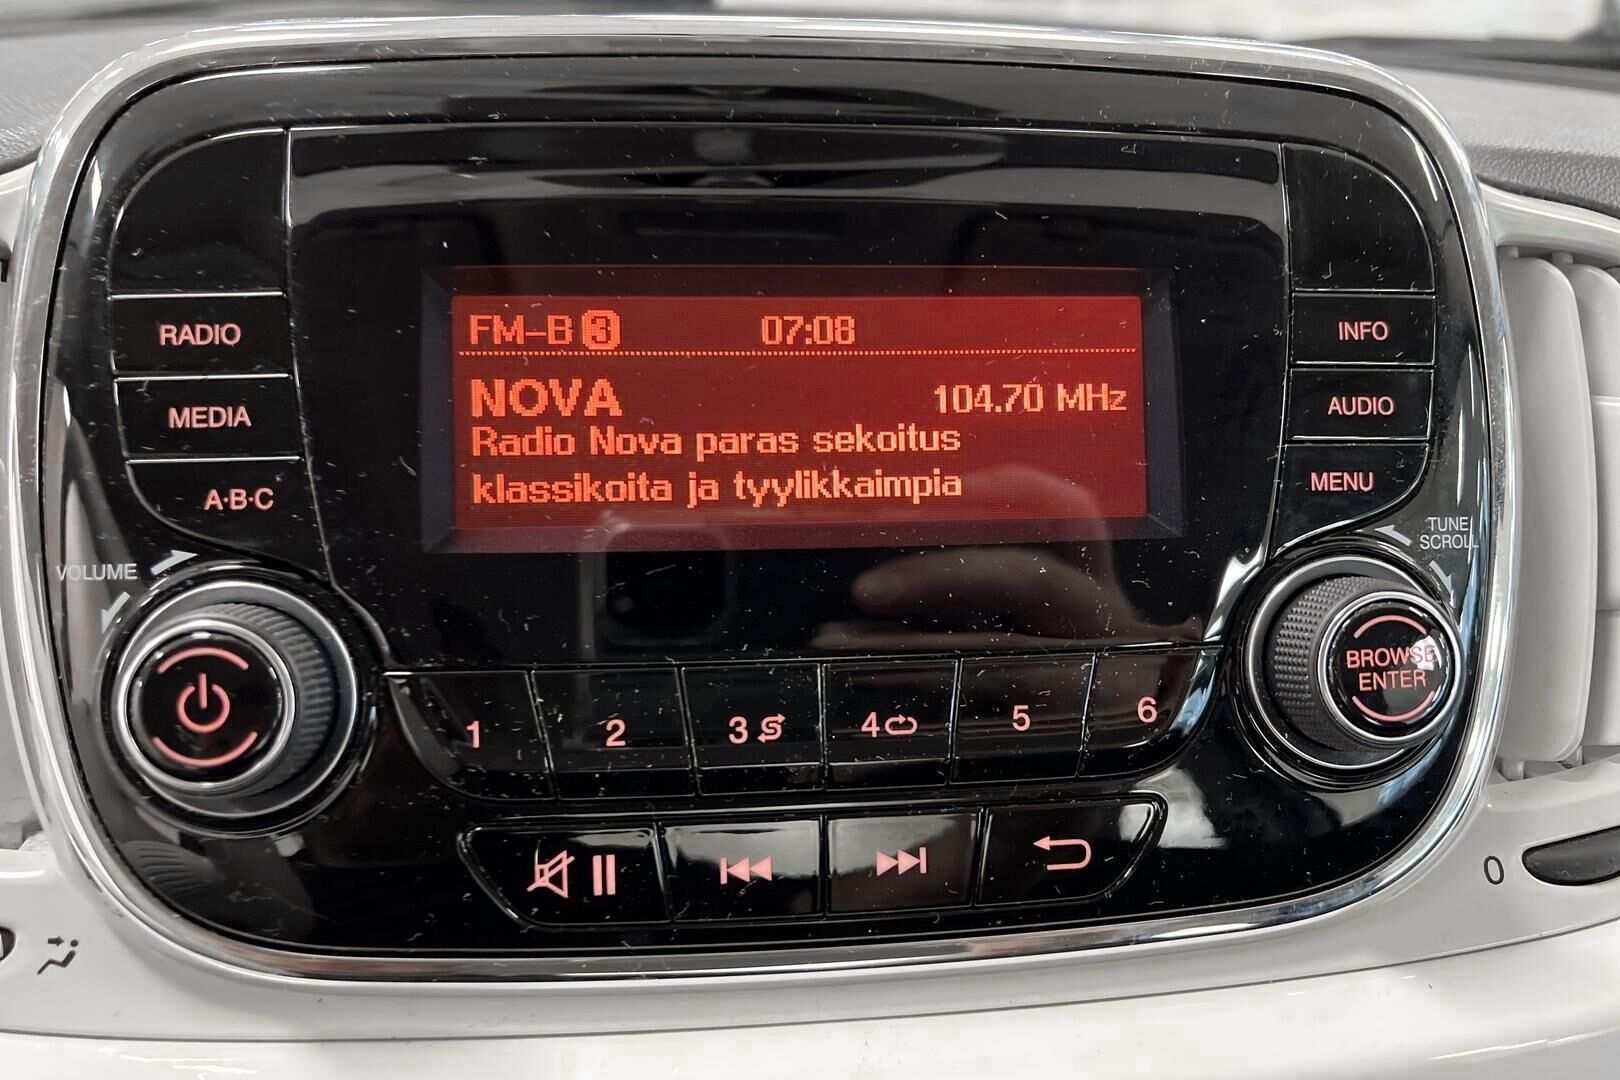 FM-B 3 07:08
NOVA 104.70 MHz
Radio Nova paras sekoitus
klassikoita ja tyylikkaimpia
RADIO
MEDIA
A·B·C
INFO
AUDIO
MENU
VOLUME
TUNE
SCROLL
BROWSE
ENTER
1 2 3 4 5 6
0